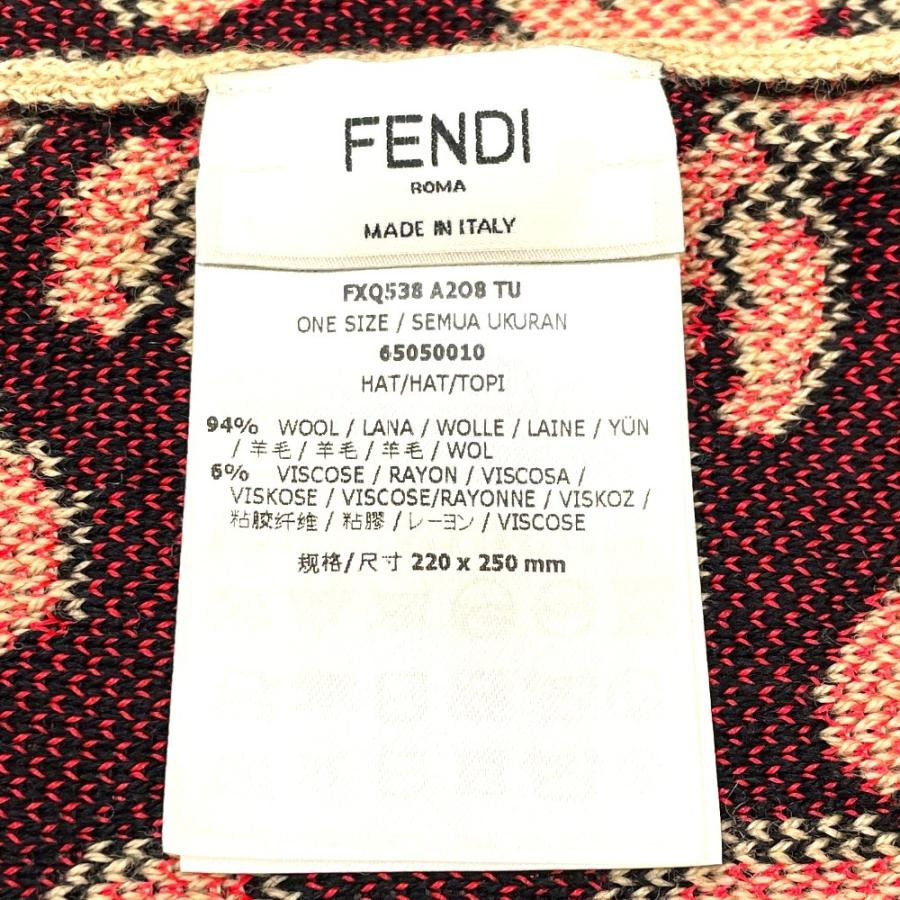 FENDI
ROMA
MADE IN ITALY
FXQ538 A208 TU
ONE SIZE / SEMUA UKURAN
65050010
HAT/HAT/TOPI
94% WOOL / LANA / WOLLE / LAINE / YÜN
/ 羊毛 / 羊毛 / 羊毛 / WOL
6% VISCOSE / RAYON / VISCOSA /
VISKOSE / VISCOSE/RAYONNE / VISKOZ /
粘胶纤维 / 粘膠 / レーヨン / VISCOSE
规格/尺寸 220 x 250 mm